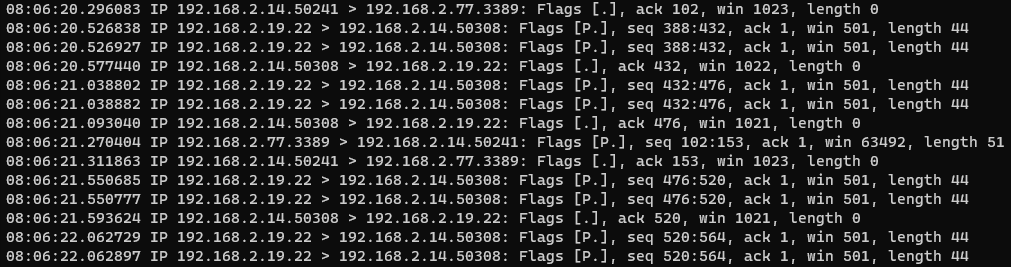 08:06:20.296083 IP 192.168.2.14.50241 > 192.168.2.77.3389: Flags [.], ack 102, win 1023, length 0
08:06:20.526838 IP 192.168.2.19.22 > 192.168.2.14.50308: Flags [P.], seq 388:432, ack 1, win 501, length 44
08:06:20.526927 IP 192.168.2.19.22 > 192.168.2.14.50308: Flags [P.], seq 388:432, ack 1, win 501, length 44
08:06:20.577440 IP 192.168.2.14.50308 > 192.168.2.19.22: Flags [.], ack 432, win 1022, length 0
08:06:21.038802 IP 192.168.2.19.22 > 192.168.2.14.50308: Flags [P.], seq 432:476, ack 1, win 501, length 44
08:06:21.038882 IP 192.168.2.19.22 > 192.168.2.14.50308: Flags [P.], seq 432:476, ack 1, win 501, length 44
08:06:21.093040 IP 192.168.2.14.50308 > 192.168.2.19.22: Flags [.], ack 476, win 1021, length 0
08:06:21.270404 IP 192.168.2.77.3389 > 192.168.2.14.50241: Flags [P.], seq 102:153, ack 1, win 63492, length 51
08:06:21.311863 IP 192.168.2.14.50241 > 192.168.2.77.3389: Flags [.], ack 153, win 1023, length 0
08:06:21.550685 IP 192.168.2.19.22 > 192.168.2.14.50308: Flags [P.], seq 476:520, ack 1, win 501, length 44
08:06:21.550777 IP 192.168.2.19.22 > 192.168.2.14.50308: Flags [P.], seq 476:520, ack 1, win 501, length 44
08:06:21.593624 IP 192.168.2.14.50308 > 192.168.2.19.22: Flags [.], ack 520, win 1021, length 0
08:06:22.062729 IP 192.168.2.19.22 > 192.168.2.14.50308: Flags [P.], seq 520:564, ack 1, win 501, length 44
08:06:22.062897 IP 192.168.2.19.22 > 192.168.2.14.50308: Flags [P.], seq 520:564, ack 1, win 501, length 44